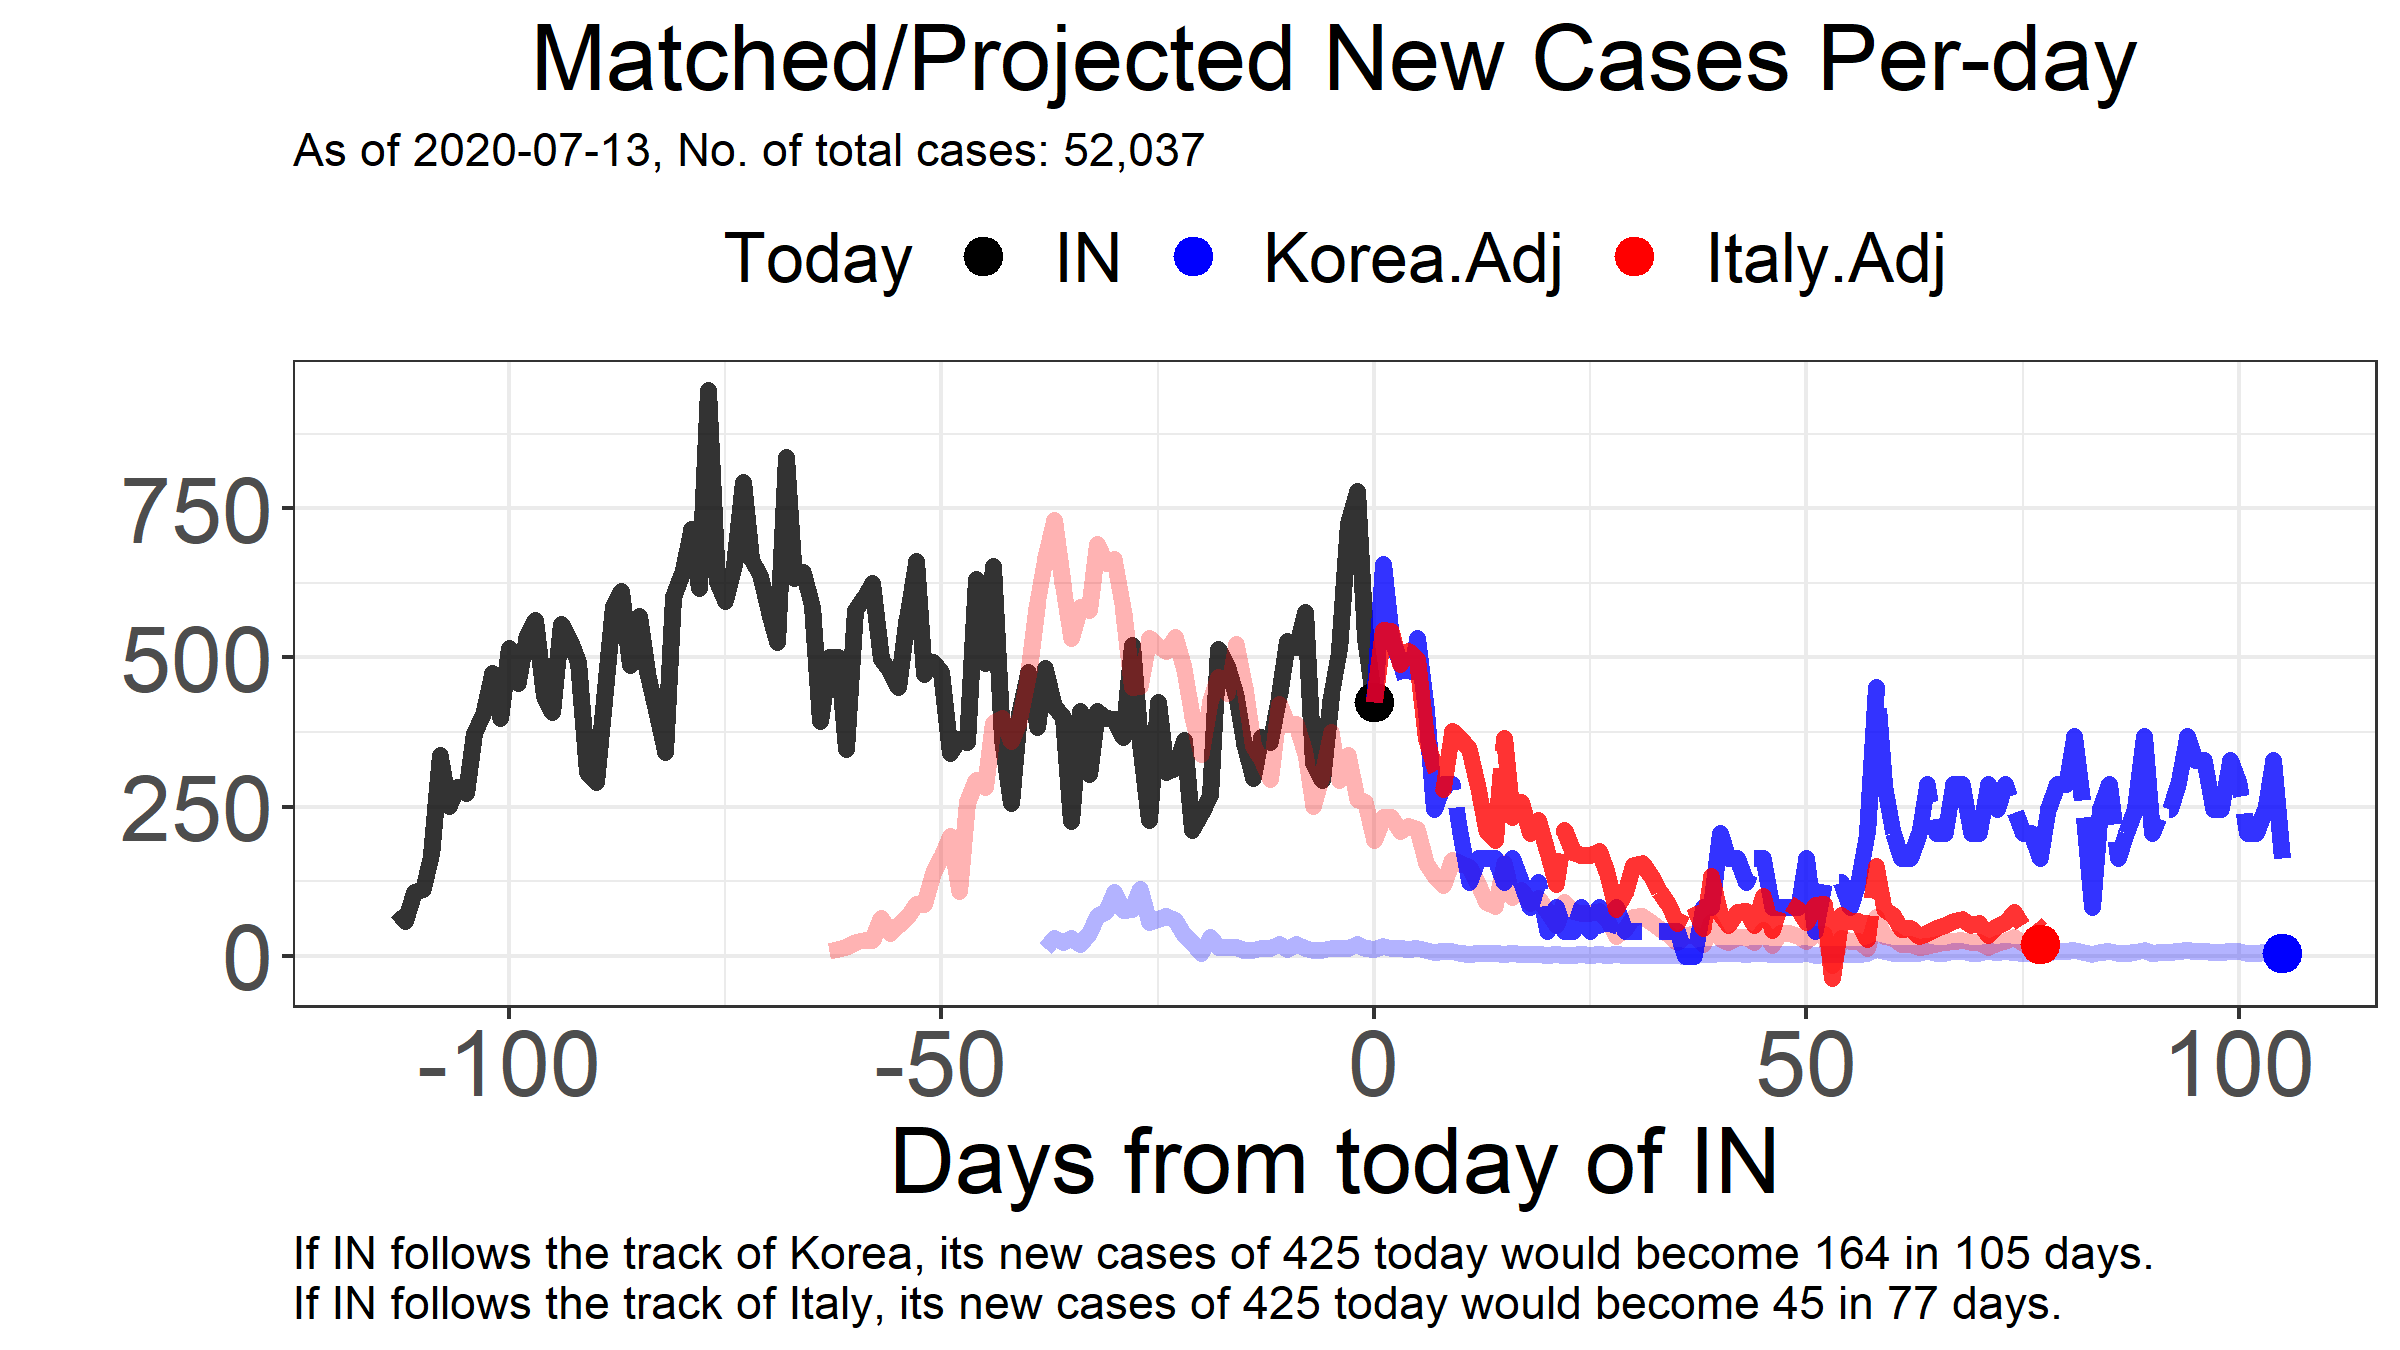 Matched/Projected New Cases Per-day
As of 2020-07-13, No. of total cases: 52,037
Today IN Korea.Adj Italy.Adj
750
500
250
0
-100 -50 0 50 100
Days from today of IN
If IN follows the track of Korea, its new cases of 425 today would become 164 in 105 days.
If IN follows the track of Italy, its new cases of 425 today would become 45 in 77 days.